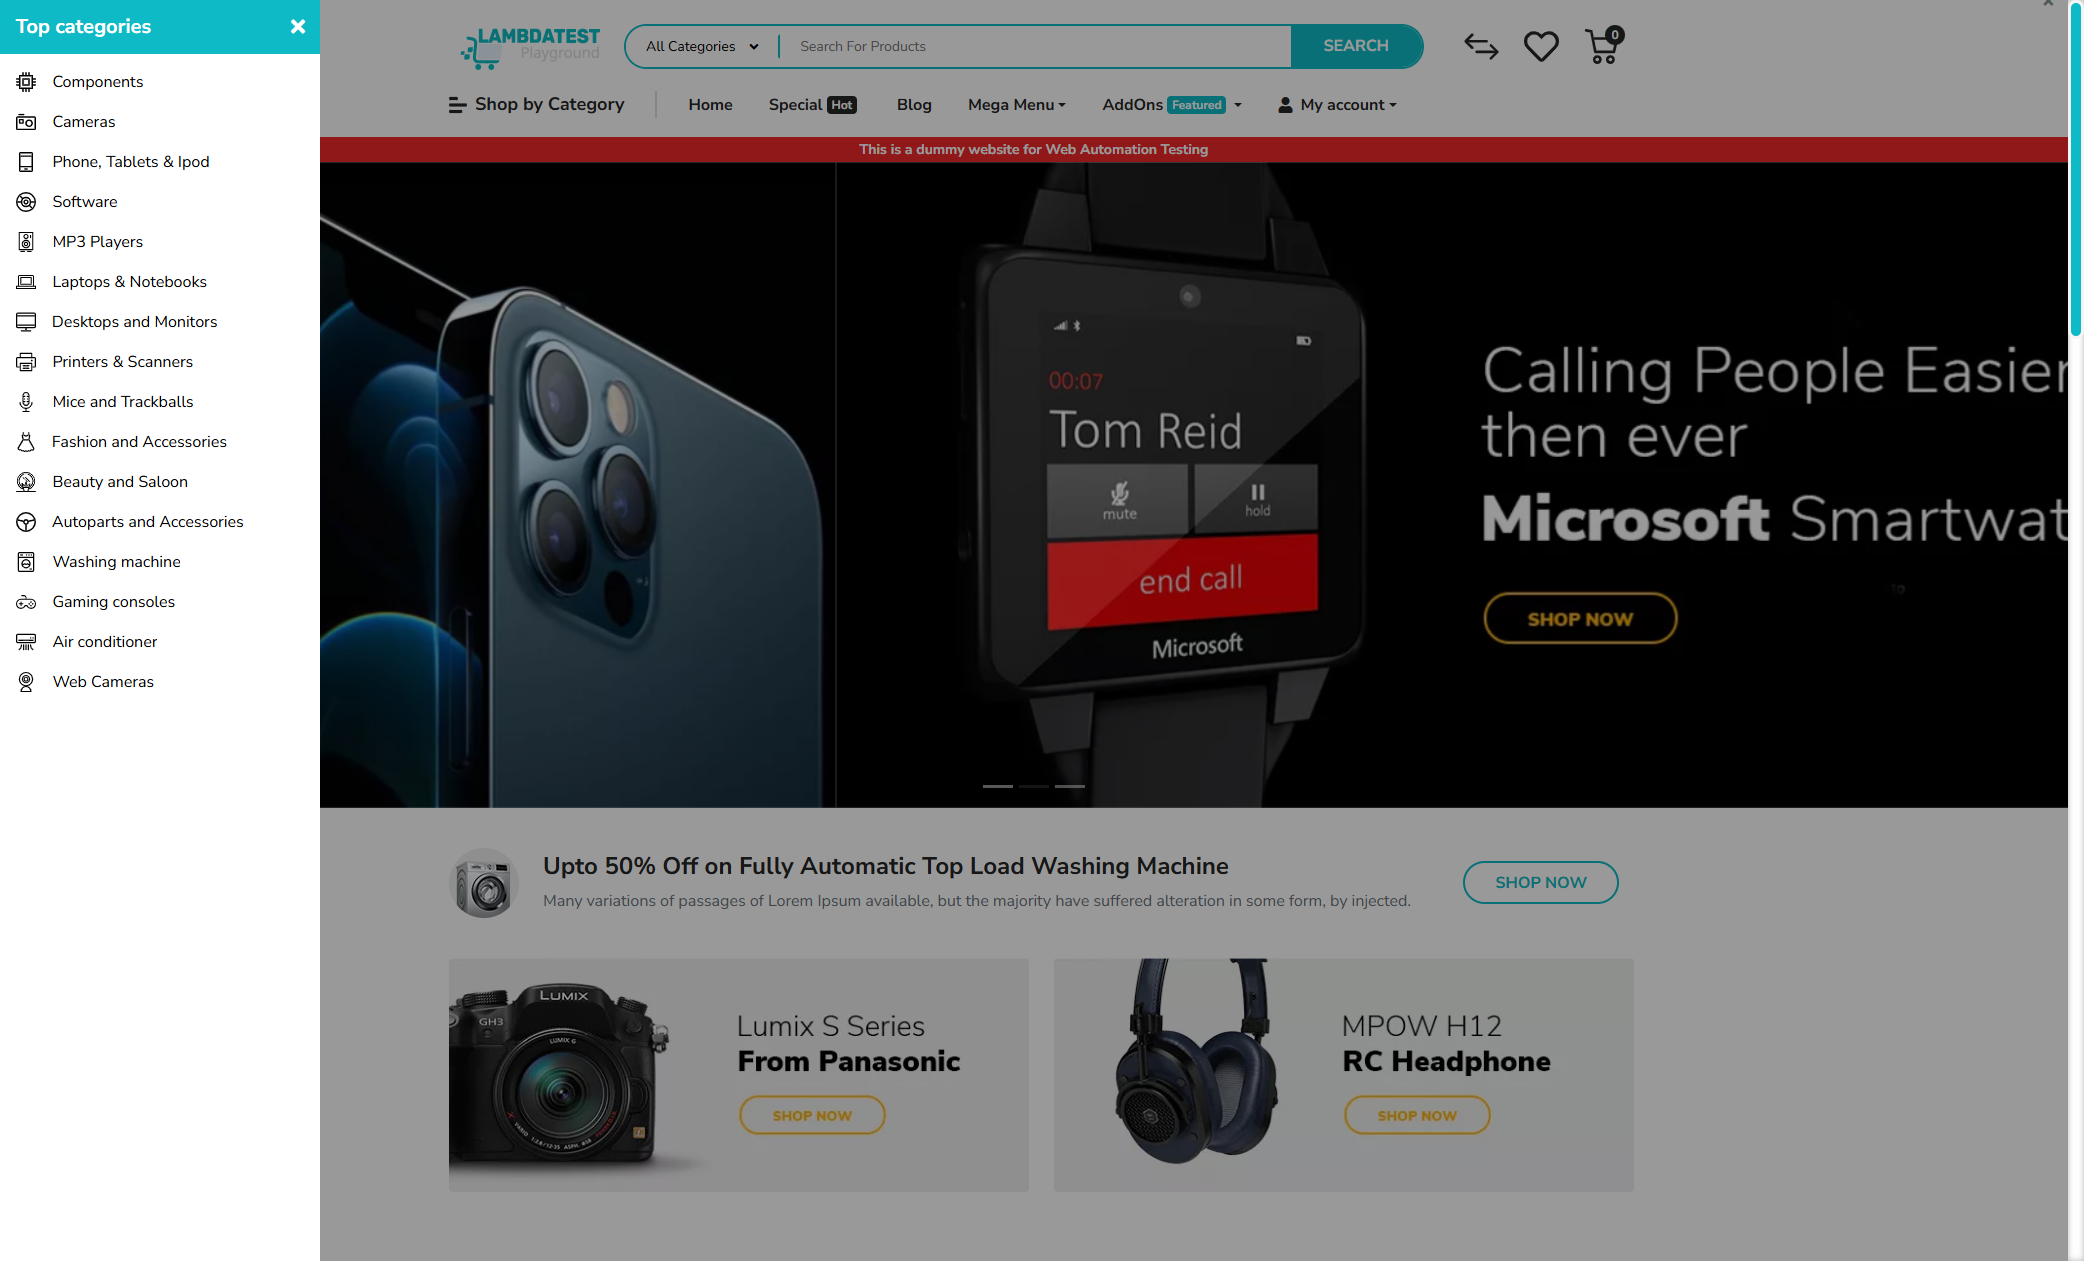 Top categories
Components
Cameras
Phone, Tablets & Ipod
Software
MP3 Players
Laptops & Notebooks
Desktops and Monitors
Printers & Scanners
Mice and Trackballs
Fashion and Accessories
Beauty and Saloon
Autoparts and Accessories
Washing machine
Gaming consoles
Air conditioner
Web Cameras
LAMBDATEST
Playground
All Categories
Search For Products
SEARCH
0
Shop by Category
Home
Special Hot
Blog
Mega Menu
AddOns Featured
My account
This is a dummy website for Web Automation Testing
00:07
Tom Reid
mute
hold
end call
Microsoft
Calling People Easier
then ever
Microsoft Smartwat
SHOP NOW
Upto 50% Off on Fully Automatic Top Load Washing Machine
Many variations of passages of Lorem Ipsum available, but the majority have suffered alteration in some form, by injected.
SHOP NOW
LUMIX
GH3
LUMIX G
Lumix S Series
From Panasonic
SHOP NOW
MPOW H12
RC Headphone
SHOP NOW